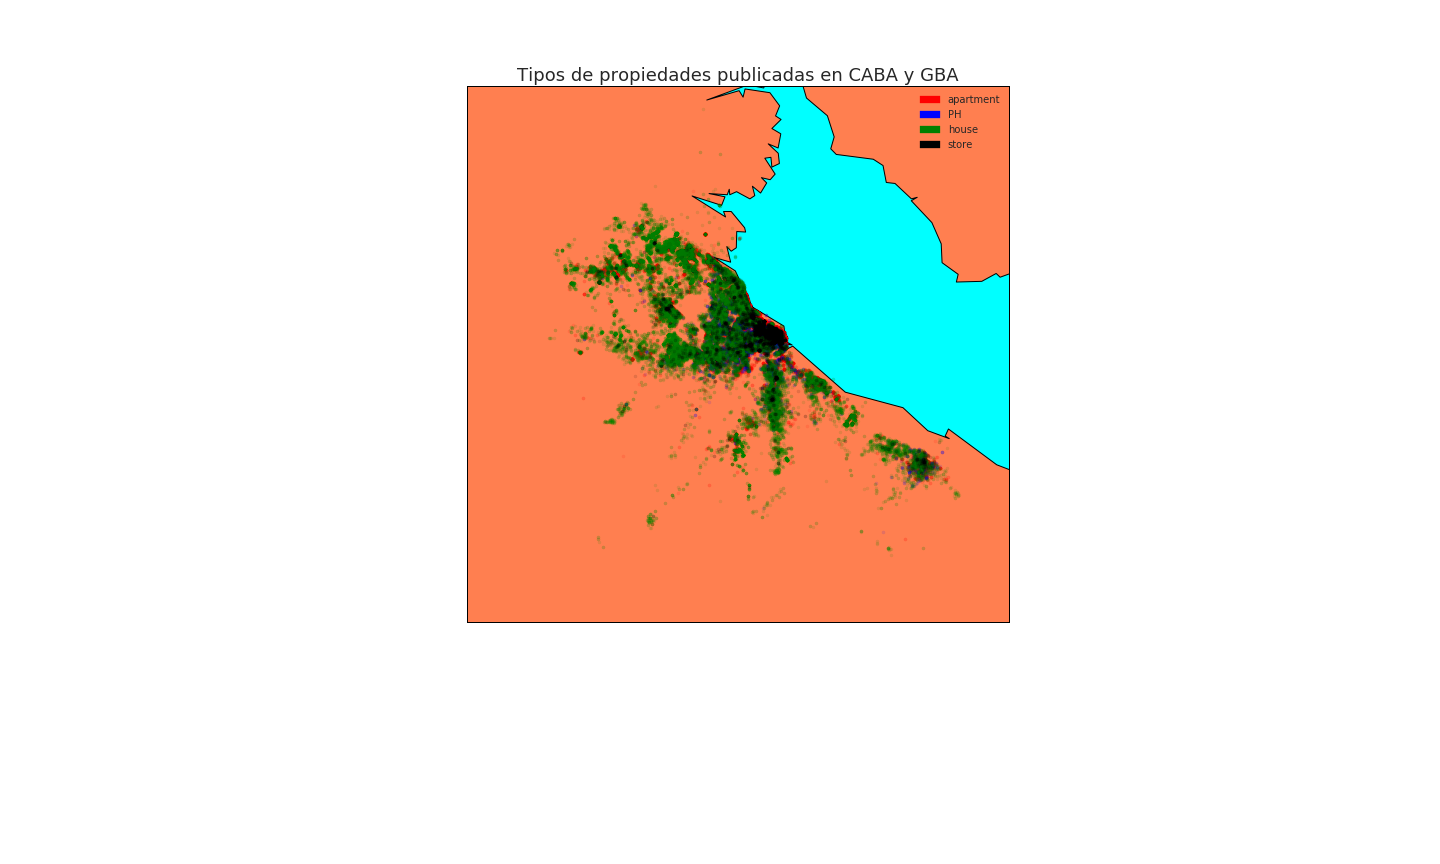 Tipos de propiedades publicadas en CABA y GBA
apartment
PH
house
store